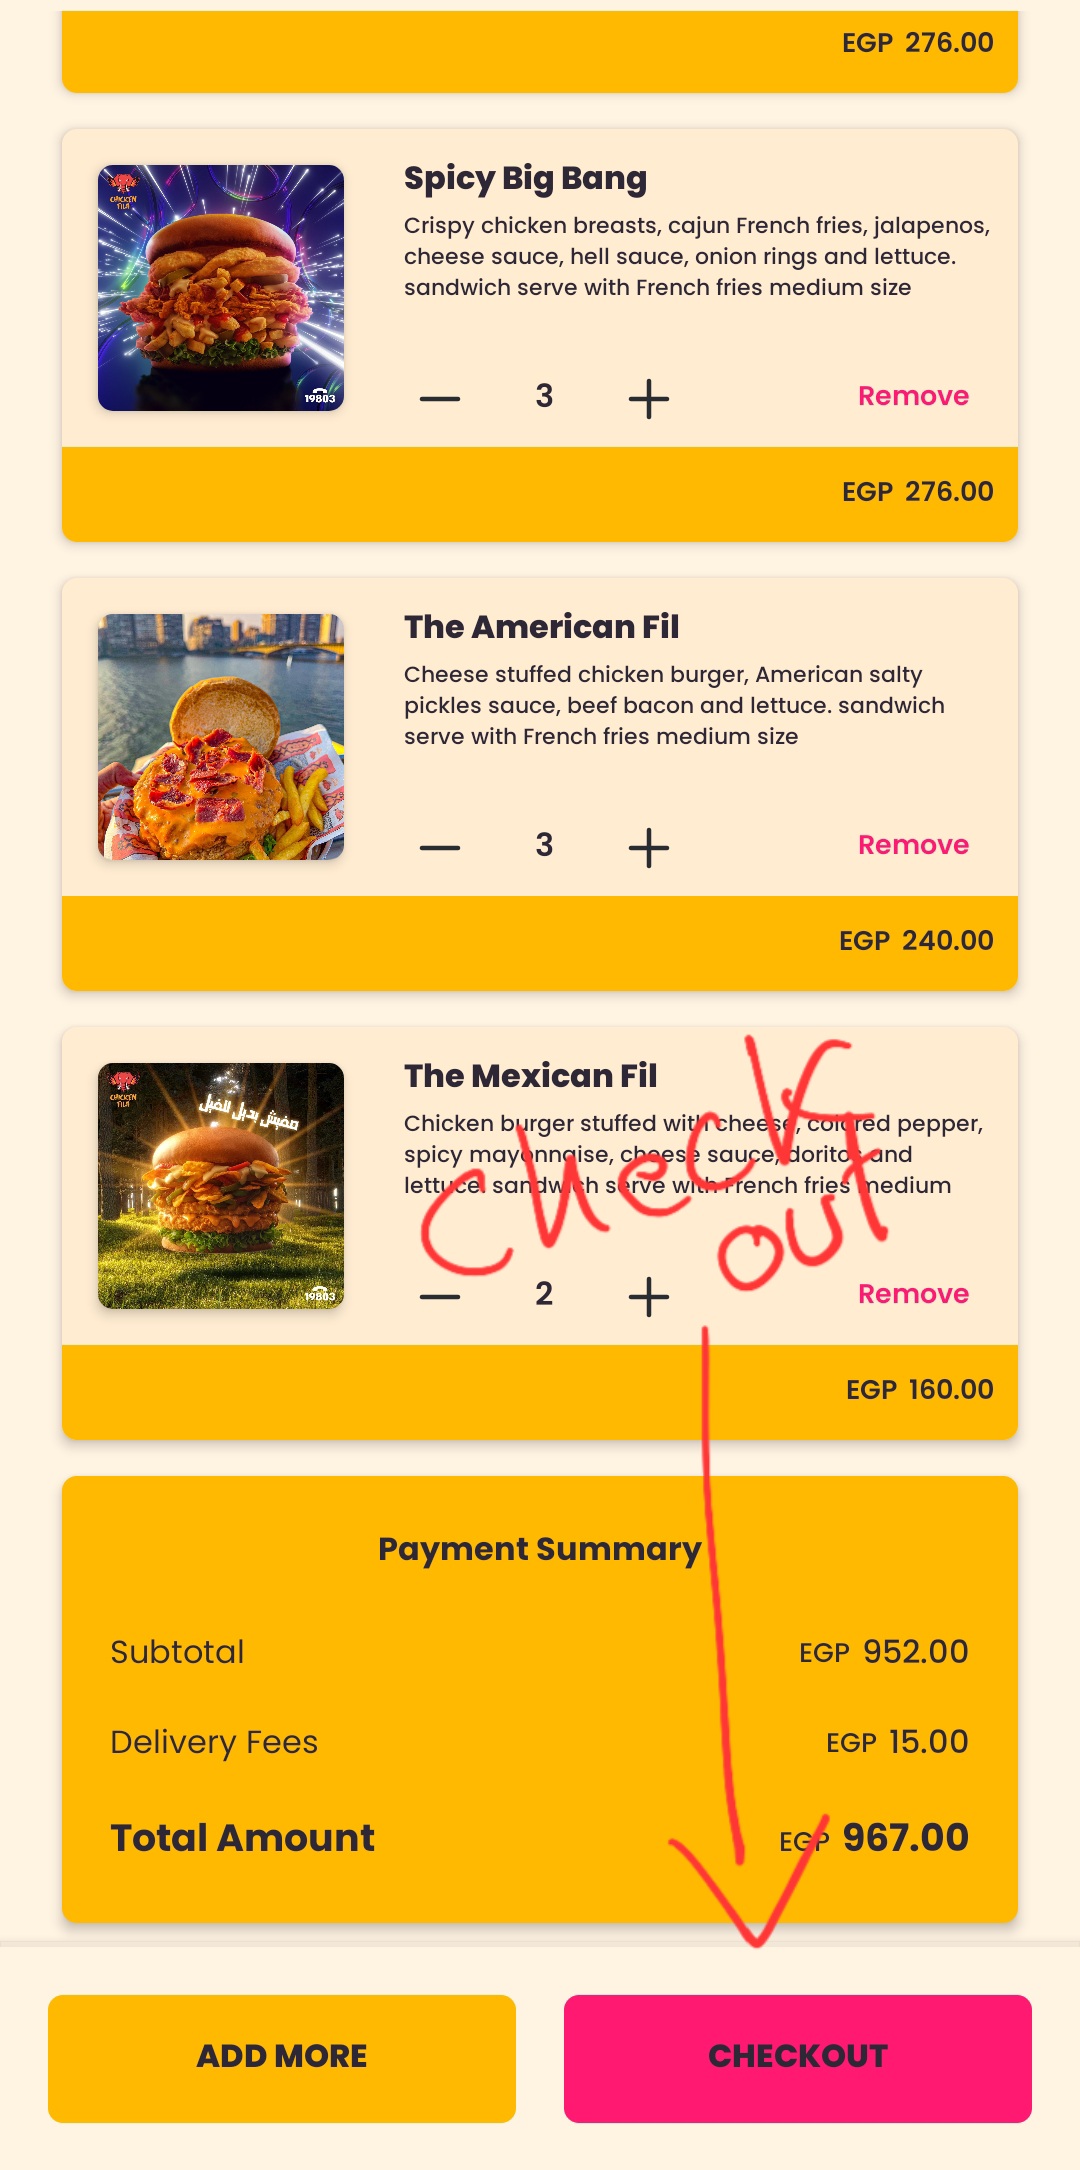 EGP 276.00
CHICKEN
FILA
19803
Spicy Big Bang
Crispy chicken breasts, cajun French fries, jalapenos,
cheese sauce, hell sauce, onion rings and lettuce.
sandwich serve with French fries medium size
3
Remove
EGP 276.00
The American Fil
Cheese stuffed chicken burger, American salty
pickles sauce, beef bacon and lettuce. sandwich
serve with French fries medium size
3
Remove
EGP 240.00
CHICKEN
FILA
مفيش بديل للفيل
19803
The Mexican Fil
Chicken burger stuffed with cheese, colored pepper,
spicy mayonnaise, cheese sauce, doritos and
lettuce. sandwich serve with French fries medium
Check
out
2
Remove
EGP 160.00
Payment Summary
Subtotal EGP 952.00
Delivery Fees EGP 15.00
Total Amount EGP 967.00
ADD MORE CHECKOUT